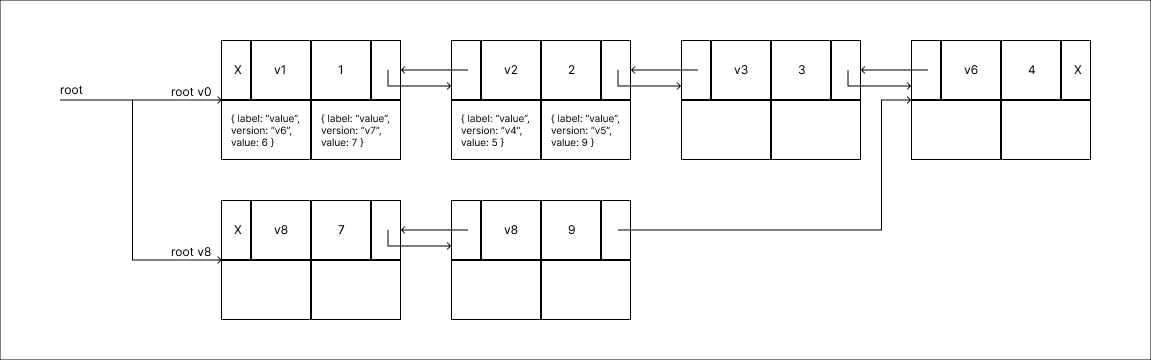 root
root v0
X v1 1
v2 2
v3 3
v6 4 X
{ label: “value”,
version: “v6”,
value: 6 }
{ label: “value”,
version: “v7”,
value: 7 }
{ label: “value”,
version: “v4”,
value: 5 }
{ label: “value”,
version: “v5”,
value: 9 }
root v8
X v8 7
v8 9